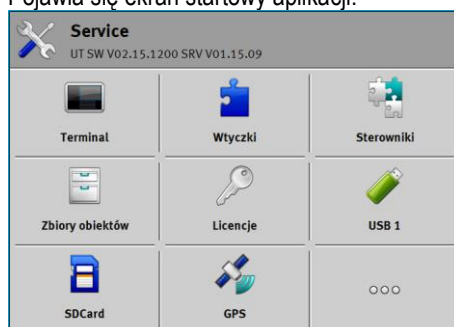 Pojawia się ekran startowy aplikacji:
Service
UT SW V02.15.1200 SRV V01.15.09
Terminal
Wtyczki
Sterowniki
Zbiory obiektów
Licencje
USB 1
SDCard
GPS